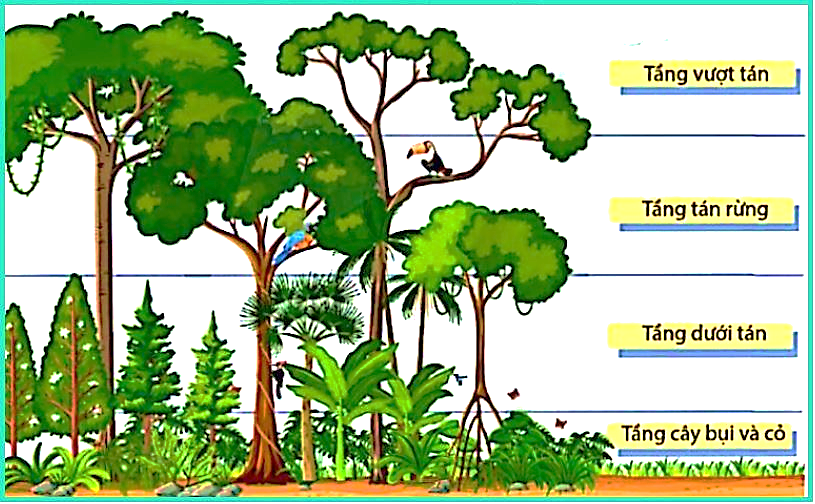 Tầng vượt tán
Tầng tán rừng
Tầng dưới tán
Tầng cây bụi và cỏ